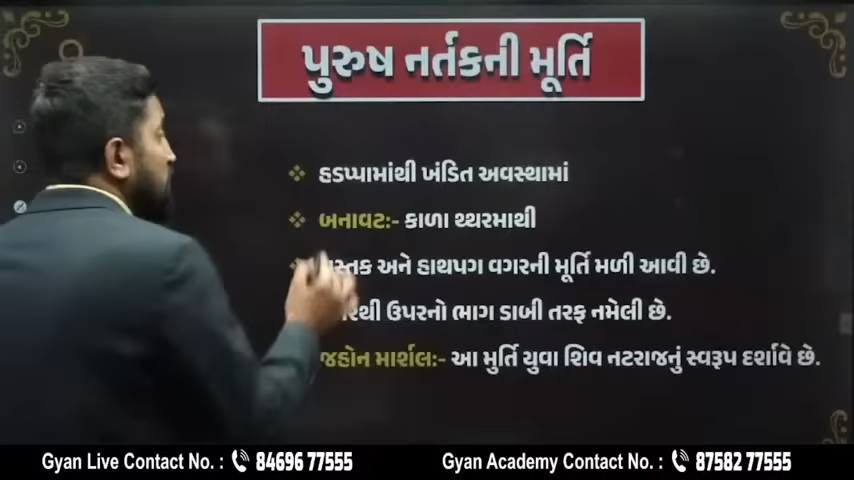 પુરુષ નર્તકની મૂર્તિ
હડપ્પામાંથી ખંડિત અવસ્થામાં
બનાવટ:- કાળા થ્થરમાથી
અને હાથપગ વગરની મૂર્તિ મળી આવી છે.
ઉપરનો ભાગ ડાબી તરફ નમેલી છે.
જહોન માર્શલ:- આ મુર્તિ યુવા શિવ નટરાજનું સ્વરૂપ દર્શાવે છે.
Gyan Live Contact No. : 84696 77555
Gyan Academy Contact No. : 87582 77555